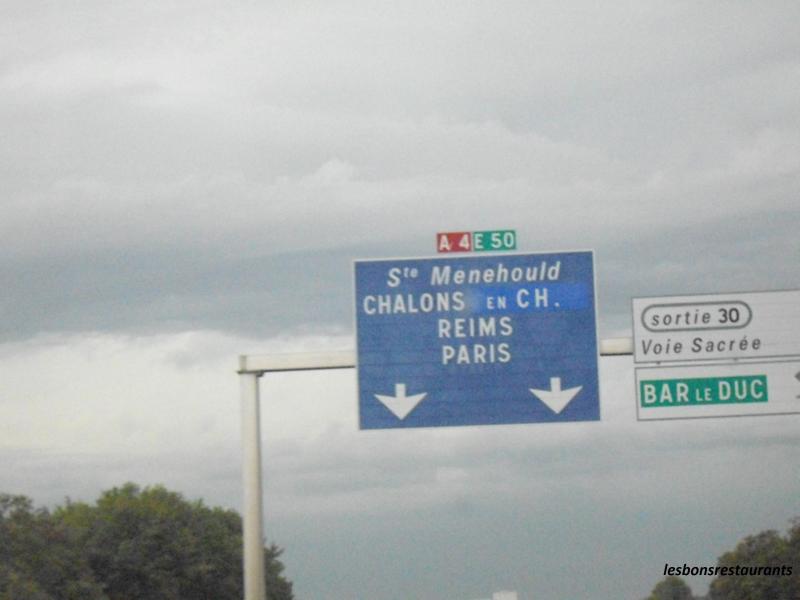 A 4 E 50
Ste Menehould
CHALONS EN CH.
REIMS
PARIS
sortie 30
Voie Sacrée
BAR LE DUC
lesbonsrestaurants